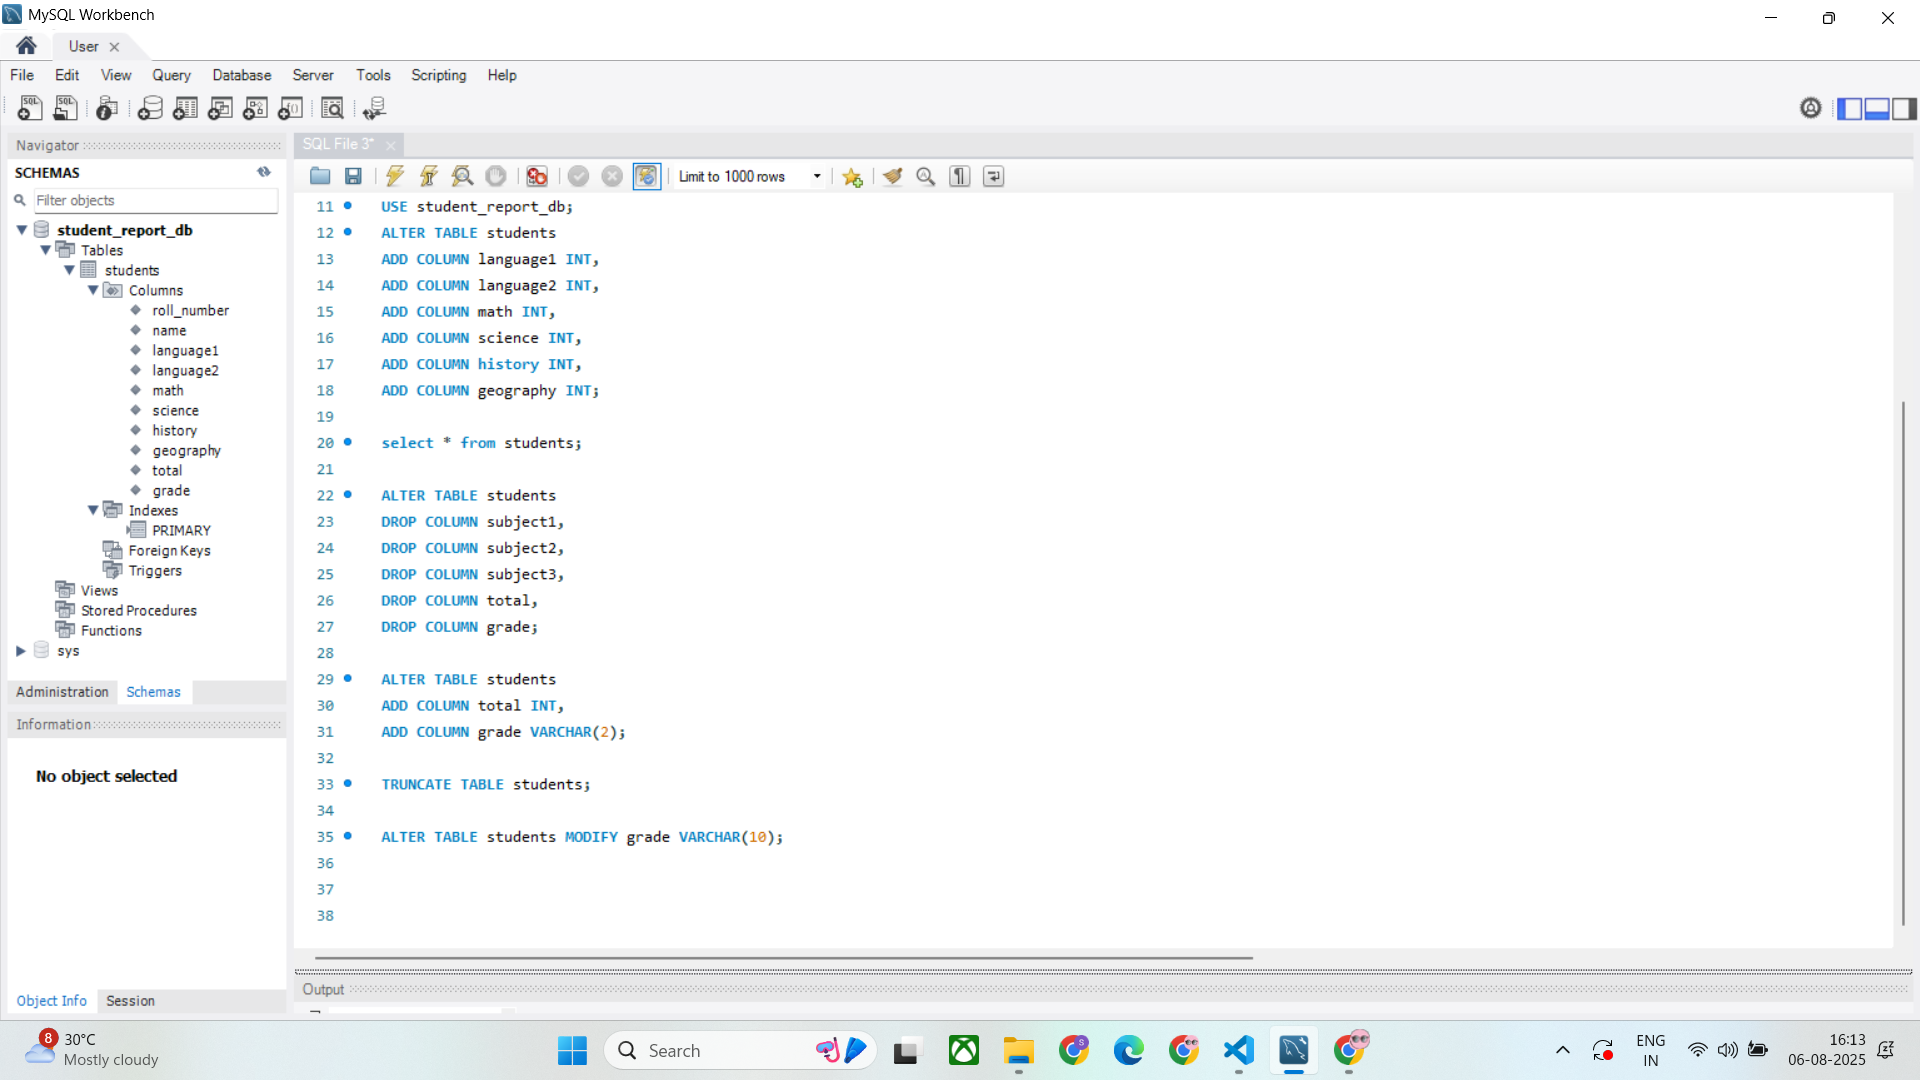 MySQL Workbench
User
File Edit View Query Database Server Tools Scripting Help
Navigator
SCHEMAS
Filter objects
student_report_db
Tables
students
Columns
roll_number
name
language1
language2
math
science
history
geography
total
grade
Indexes
PRIMARY
Foreign Keys
Triggers
Views
Stored Procedures
Functions
sys
Administration Schemas
Information
No object selected
Object Info Session
SQL File 3*
Limit to 1000 rows
11 USE student_report_db;
12 ALTER TABLE students
13 ADD COLUMN language1 INT,
14 ADD COLUMN language2 INT,
15 ADD COLUMN math INT,
16 ADD COLUMN science INT,
17 ADD COLUMN history INT,
18 ADD COLUMN geography INT;
19
20 select * from students;
21
22 ALTER TABLE students
23 DROP COLUMN subject1,
24 DROP COLUMN subject2,
25 DROP COLUMN subject3,
26 DROP COLUMN total,
27 DROP COLUMN grade;
28
29 ALTER TABLE students
30 ADD COLUMN total INT,
31 ADD COLUMN grade VARCHAR(2);
32
33 TRUNCATE TABLE students;
34
35 ALTER TABLE students MODIFY grade VARCHAR(10);
36
37
38
Output
8
30°C
Mostly cloudy
Search
ENG
IN
16:13
06-08-2025